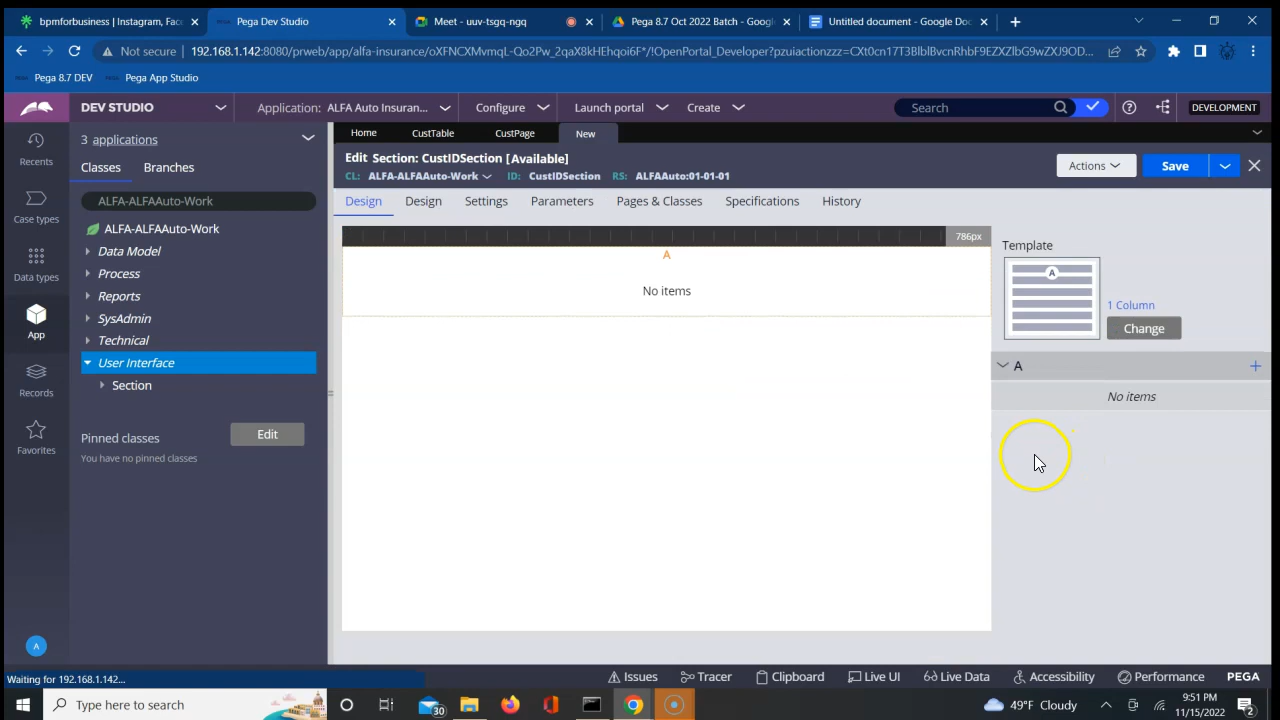 bpmforbusiness | Instagram, Fac
Pega Dev Studio
Meet - uuv-tsgq-ngq
Pega 8.7 Oct 2022 Batch - Google
Untitled document - Google Doc
Not secure
192.168.1.142:8080/prweb/app/alfa-insurance/oXFNCXMvmqL-Qo2Pw_2qaX8kHEhqoi6F*/!OpenPortal_Developer?pzuiactionzzz=CXt0cn17T3BlblBvcnRhbF9EZXZlbG9wZXJ9OD...
Pega 8.7 DEV
Pega App Studio
DEV STUDIO
Application: ALFA Auto Insuran...
Configure
Launch portal
Create
Search
DEVELOPMENT
Recents
Case types
Data types
App
Records
Favorites
A
3 applications
Classes
Branches
ALFA-ALFAAuto-Work
ALFA-ALFAAuto-Work
Data Model
Process
Reports
SysAdmin
Technical
User Interface
Section
Pinned classes
Edit
You have no pinned classes
Home
CustTable
CustPage
New
Edit Section: CustIDSection [Available]
CL: ALFA-ALFAAuto-Work
ID: CustIDSection
RS: ALFAAuto:01-01-01
Actions
Save
Design
Design
Settings
Parameters
Pages & Classes
Specifications
History
786px
A
No items
Template
A
1 Column
Change
A
No items
Waiting for 192.168.1.142...
Issues
Tracer
Clipboard
Live UI
Live Data
Accessibility
Performance
PEGA
Type here to search
30
49°F Cloudy
9:51 PM
11/15/2022
2